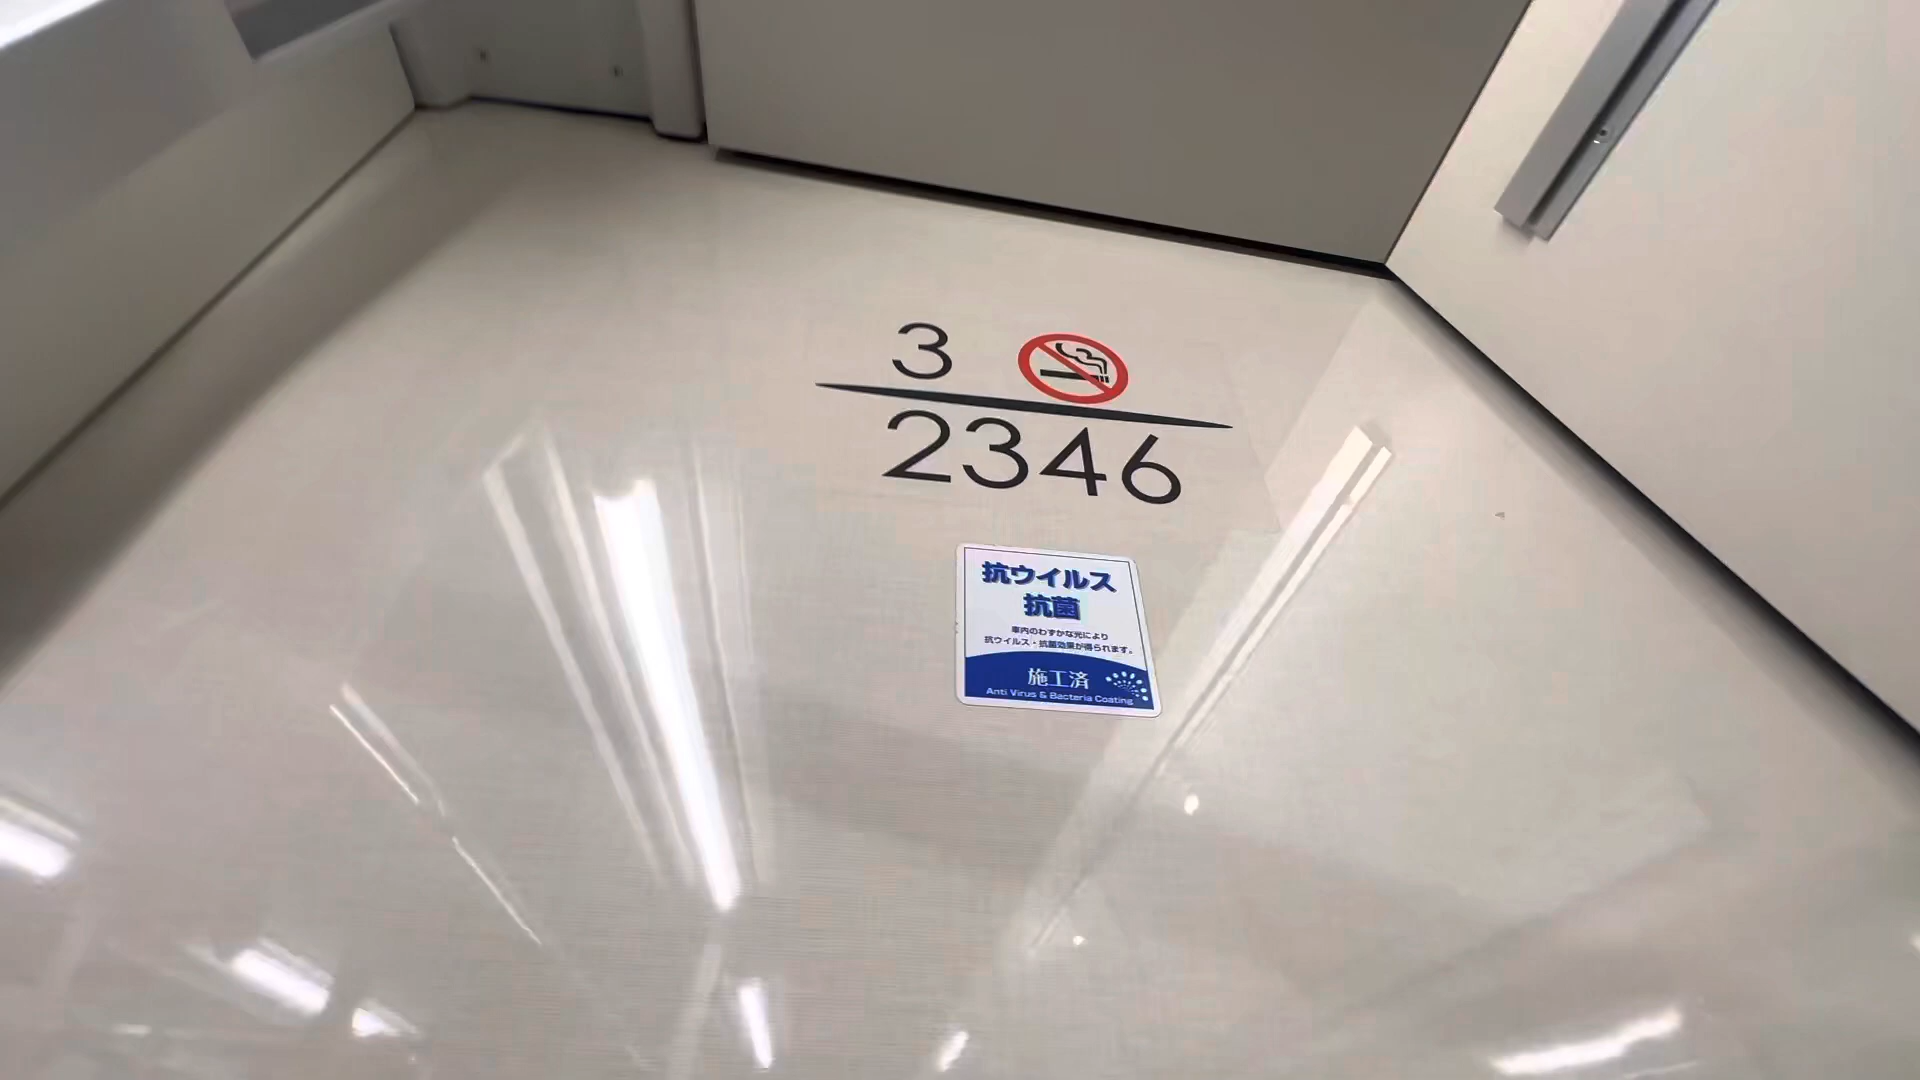 3
2346
抗ウイルス
抗菌
車内のわずかな光により
抗ウイルス・抗菌効果が得られます。
施工済
Anti Virus & Bacteria Coating